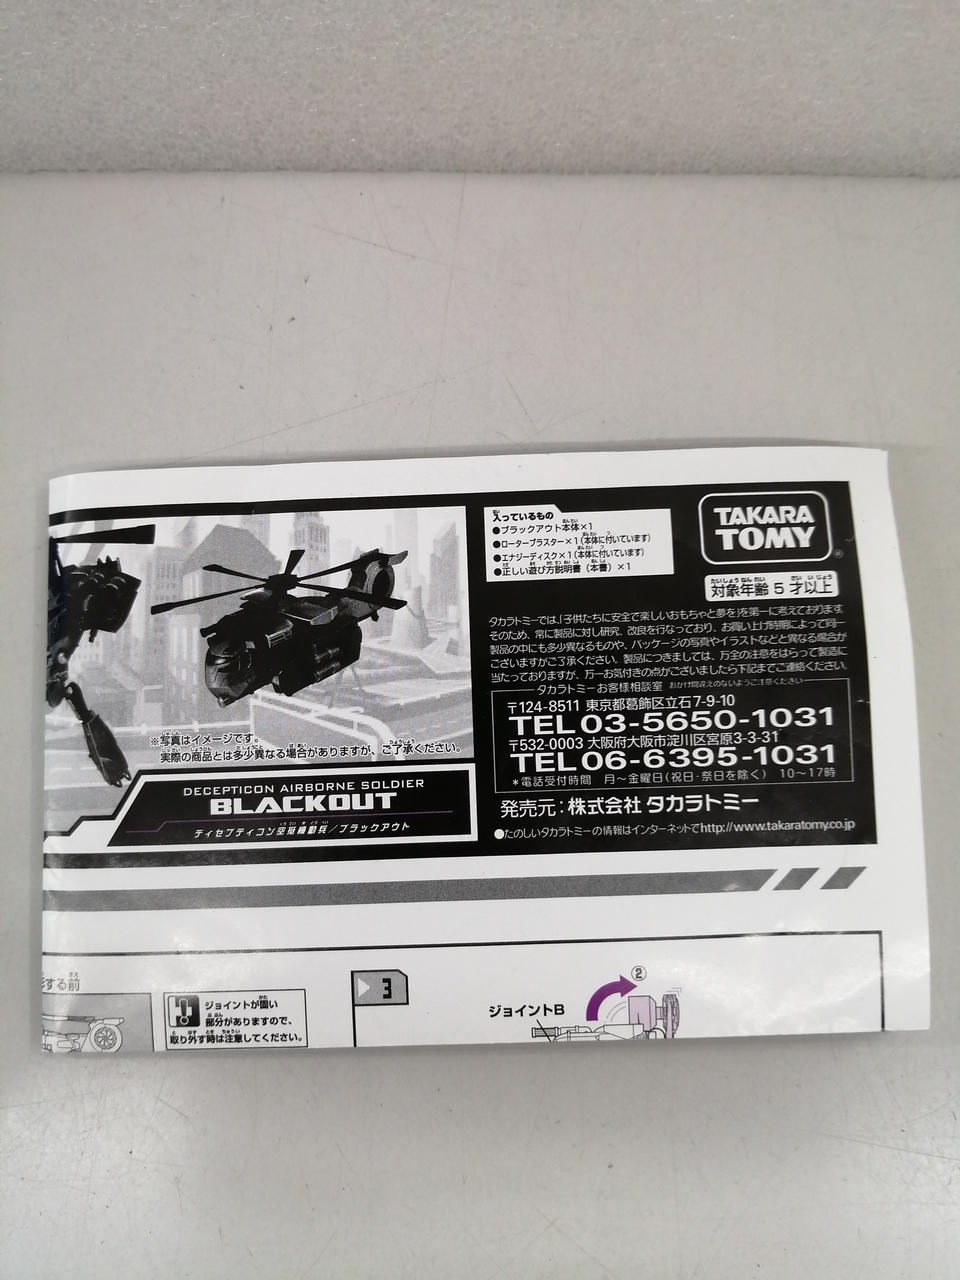 ※写真はイメージです。
実際の商品とは多少異なる場合がありますが、ご了承ください。
DECEPTICON AIRBORNE SOLDIER
BLACKOUT
ディセプティコン空挺機動兵/ブラックアウト
入っているもの
●ブラックアウト本体×1
●ローターブラスター×1(本体に付いています)
●エナジーディスク×1(本体に付いています)
●正しい遊び方説明書(本書)×1
TAKARA
TOMY
対象年齢 5 才以上
タカラトミーでは、「子供たちに安全で楽しいおもちゃと夢を」を第一に考えております。
そのため、常に製品に対し研究、改良を行なっており、お買い上げ時期によって同一
製品の中にも多少異なるものや、パッケージの写真やイラストなどと異なる場合が
ございますがご了承ください。製品につきましては、万全の注意をはらって製造に
当たっておりますが、万一お気付きの点がございましたら下記までご連絡ください。
タカラトミーお客様相談室 おかけ間違えのないようご注意ください
〒124-8511 東京都葛飾区立石7-9-10
TEL 03-5650-1031
〒532-0003 大阪府大阪市淀川区宮原3-3-31
TEL 06-6395-1031
*電話受付時間 月~金曜日(祝日・祭日を除く) 10~17時
発売元:株式会社 タカラトミー
●たのしいタカラトミーの情報はインターネットでhttp://www.takaratomy.co.jp
する前
ジョイントが固い
部分がありますので、
取り外す時は注意してください。
3
②
ジョイントB